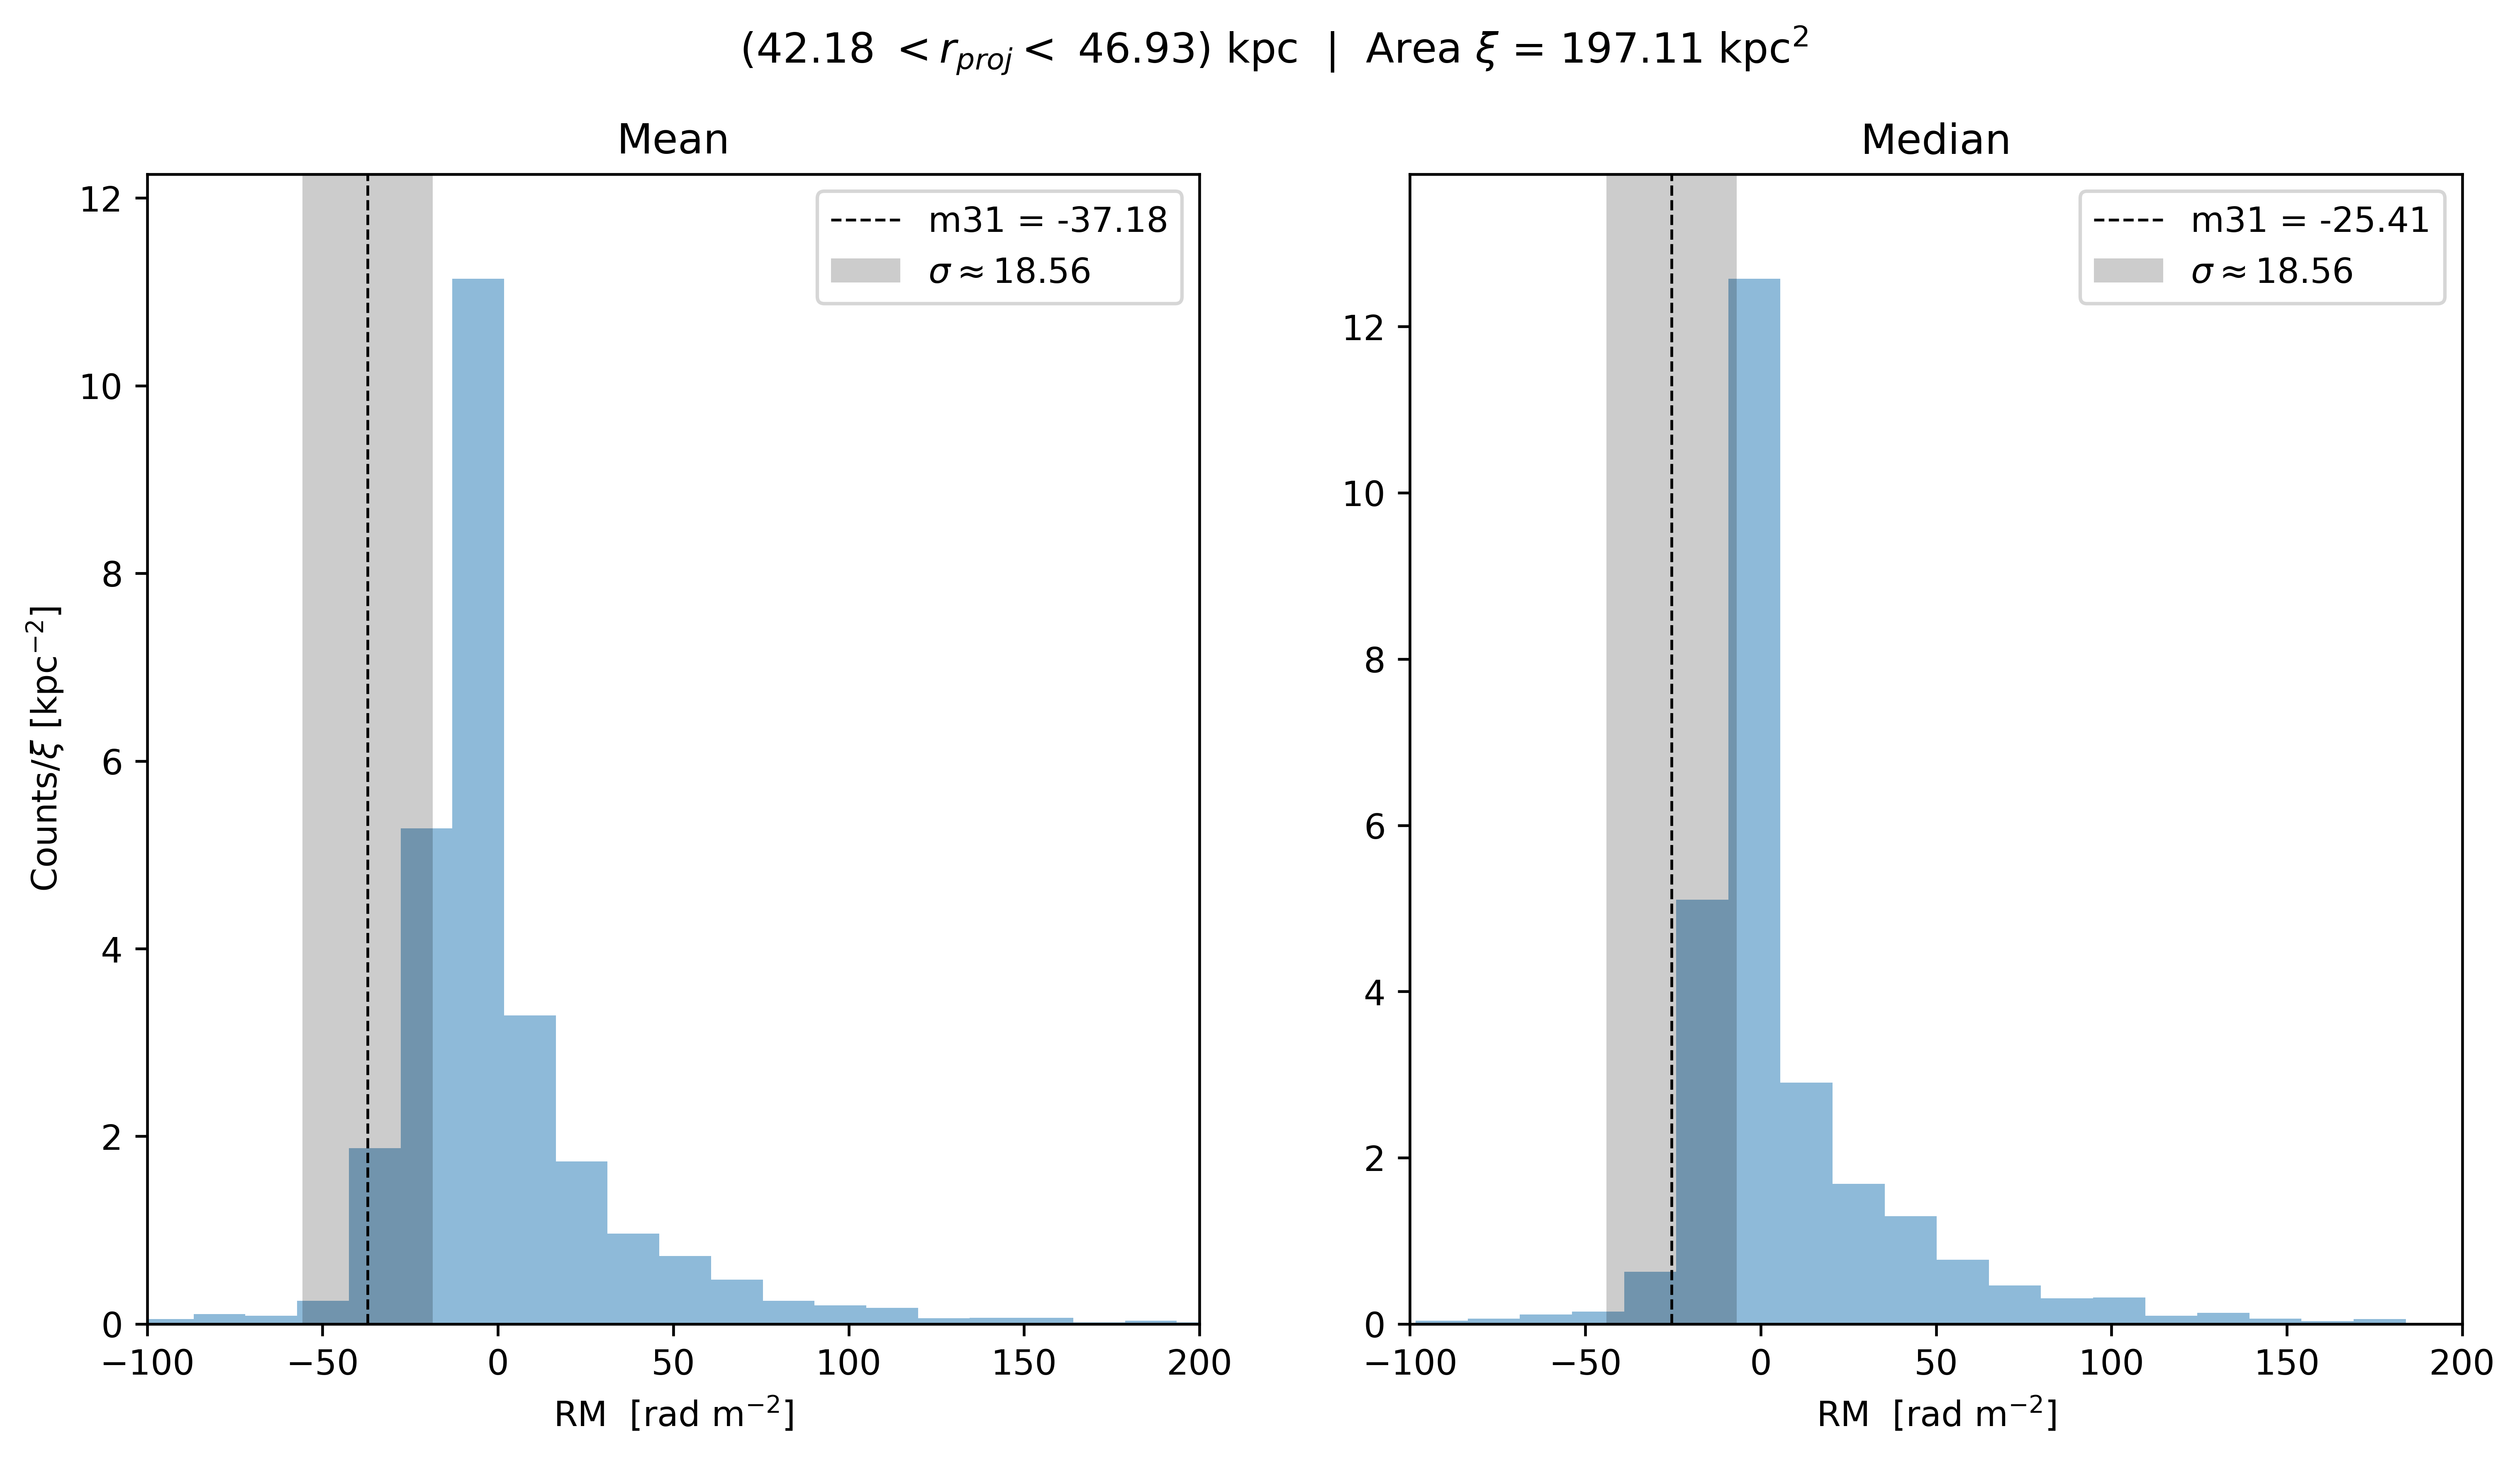 (42.18 < r_proj < 46.93) kpc | Area ξ = 197.11 kpc²
Mean
12
10
8
6
4
2
0
Counts/ξ [kpc⁻²]
m31 = -37.18
σ ≈ 18.56
−100 −50 0 50 100 150 200
RM [rad m⁻²]
Median
12
10
8
6
4
2
0
m31 = -25.41
σ ≈ 18.56
−100 −50 0 50 100 150 200
RM [rad m⁻²]